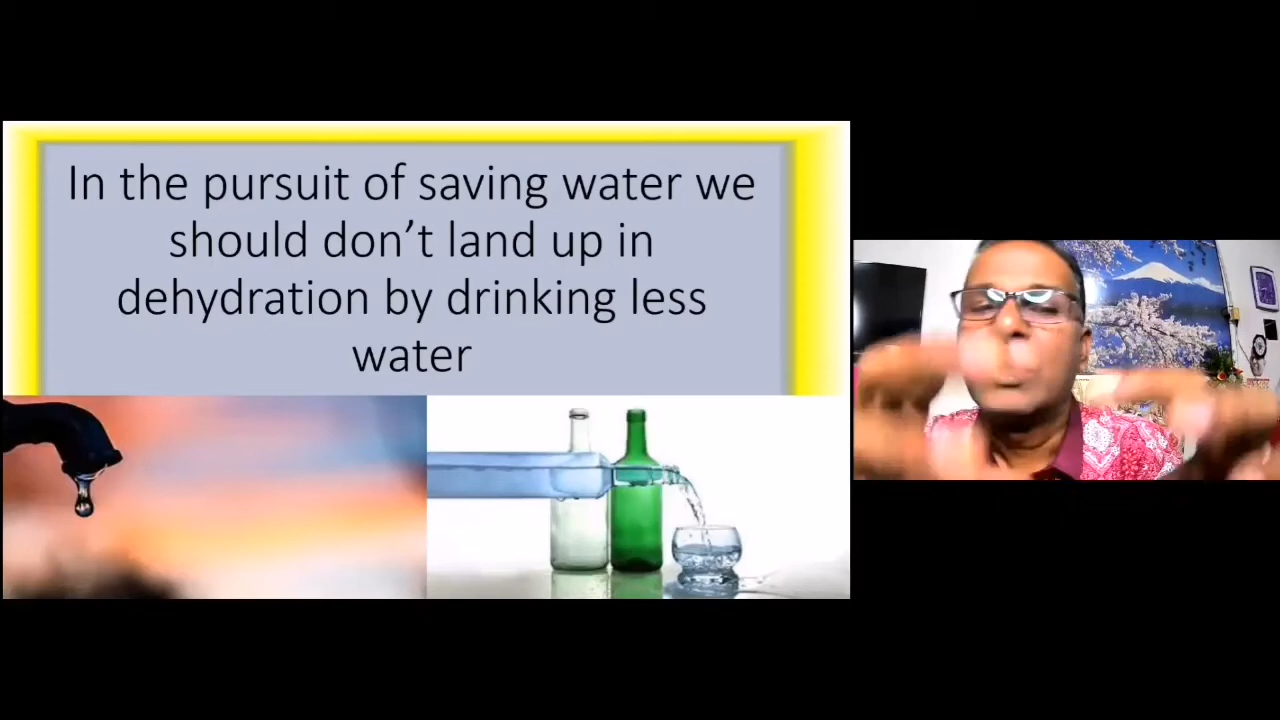 In the pursuit of saving water we
should don't land up in
dehydration by drinking less
water